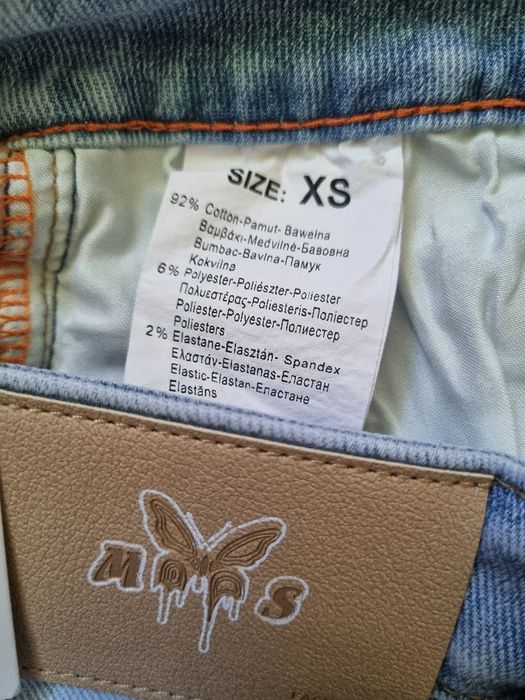 SIZE: XS
92% Cotton-Pamut- Bawełna
Βαμβάκι-Medvilnė-Бавовна
Bumbac-Bavlna-Памук
Kokvilna
6% Polyester-Poliészter-Poliester
Πολυεστέρας-Poliesteris-Поліестер
Poliester-Polyester-Полиестер
Poliesters
2% Elastane-Elasztán- Spandex
Ελαστάν-Elastanas-Еластан
Elastic-Elastan-Еластане
Elastāns
MOOS